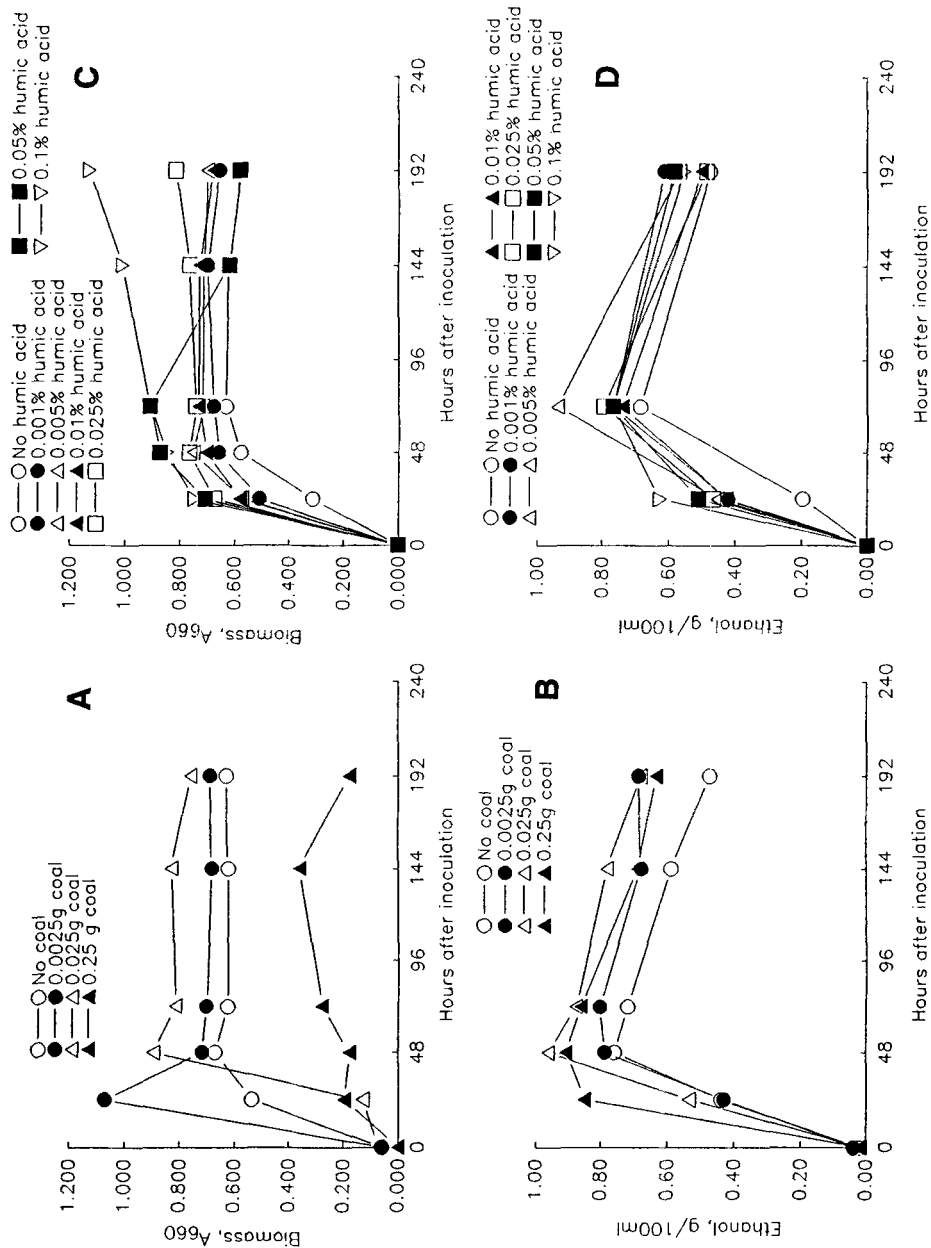 A
No coal
0.0025g coal
0.025g coal
0.25 g coal
Biomass, A660
1.200
1.000
0.800
0.600
0.400
0.200
0.000
0 48 96 144 192 240
Hours after inoculation
C
No humic acid
0.001% humic acid
0.005% humic acid
0.01% humic acid
0.025% humic acid
0.05% humic acid
0.1% humic acid
Biomass, A660
1.200
1.000
0.800
0.600
0.400
0.200
0.000
0 48 96 144 192 240
Hours after inoculation
B
No coal
0.0025g coal
0.025g coal
0.25g coal
Ethanol, g/100ml
1.00
0.80
0.60
0.40
0.20
0.00
0 48 96 144 192 240
Hours after inoculation
D
No humic acid
0.001% humic acid
0.005% humic acid
0.01% humic acid
0.025% humic acid
0.05% humic acid
0.1% humic acid
Ethanol, g/100ml
1.00
0.80
0.60
0.40
0.20
0.00
0 48 96 144 192 240
Hours after inoculation